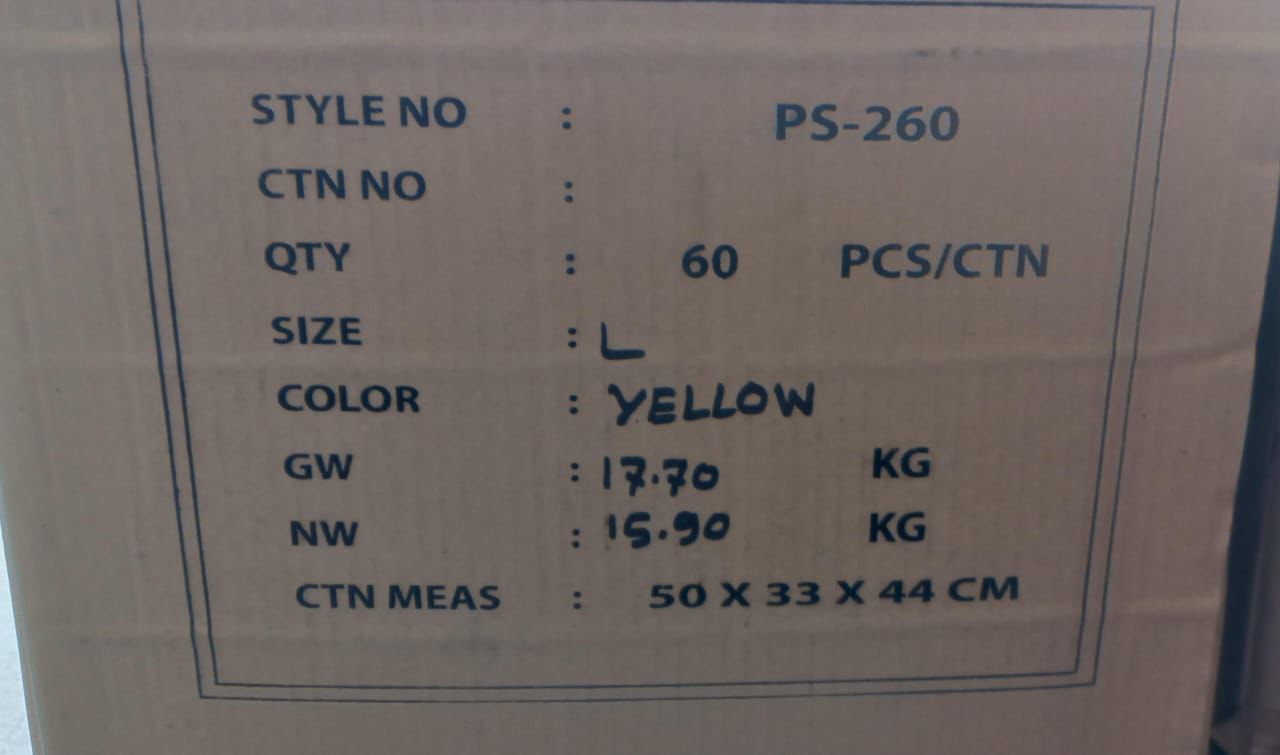 STYLE NO : PS-260
CTN NO :
QTY : 60 PCS/CTN
SIZE : L
COLOR : YELLOW
GW : 17.70 KG
NW : 15.90 KG
CTN MEAS : 50 X 33 X 44 CM